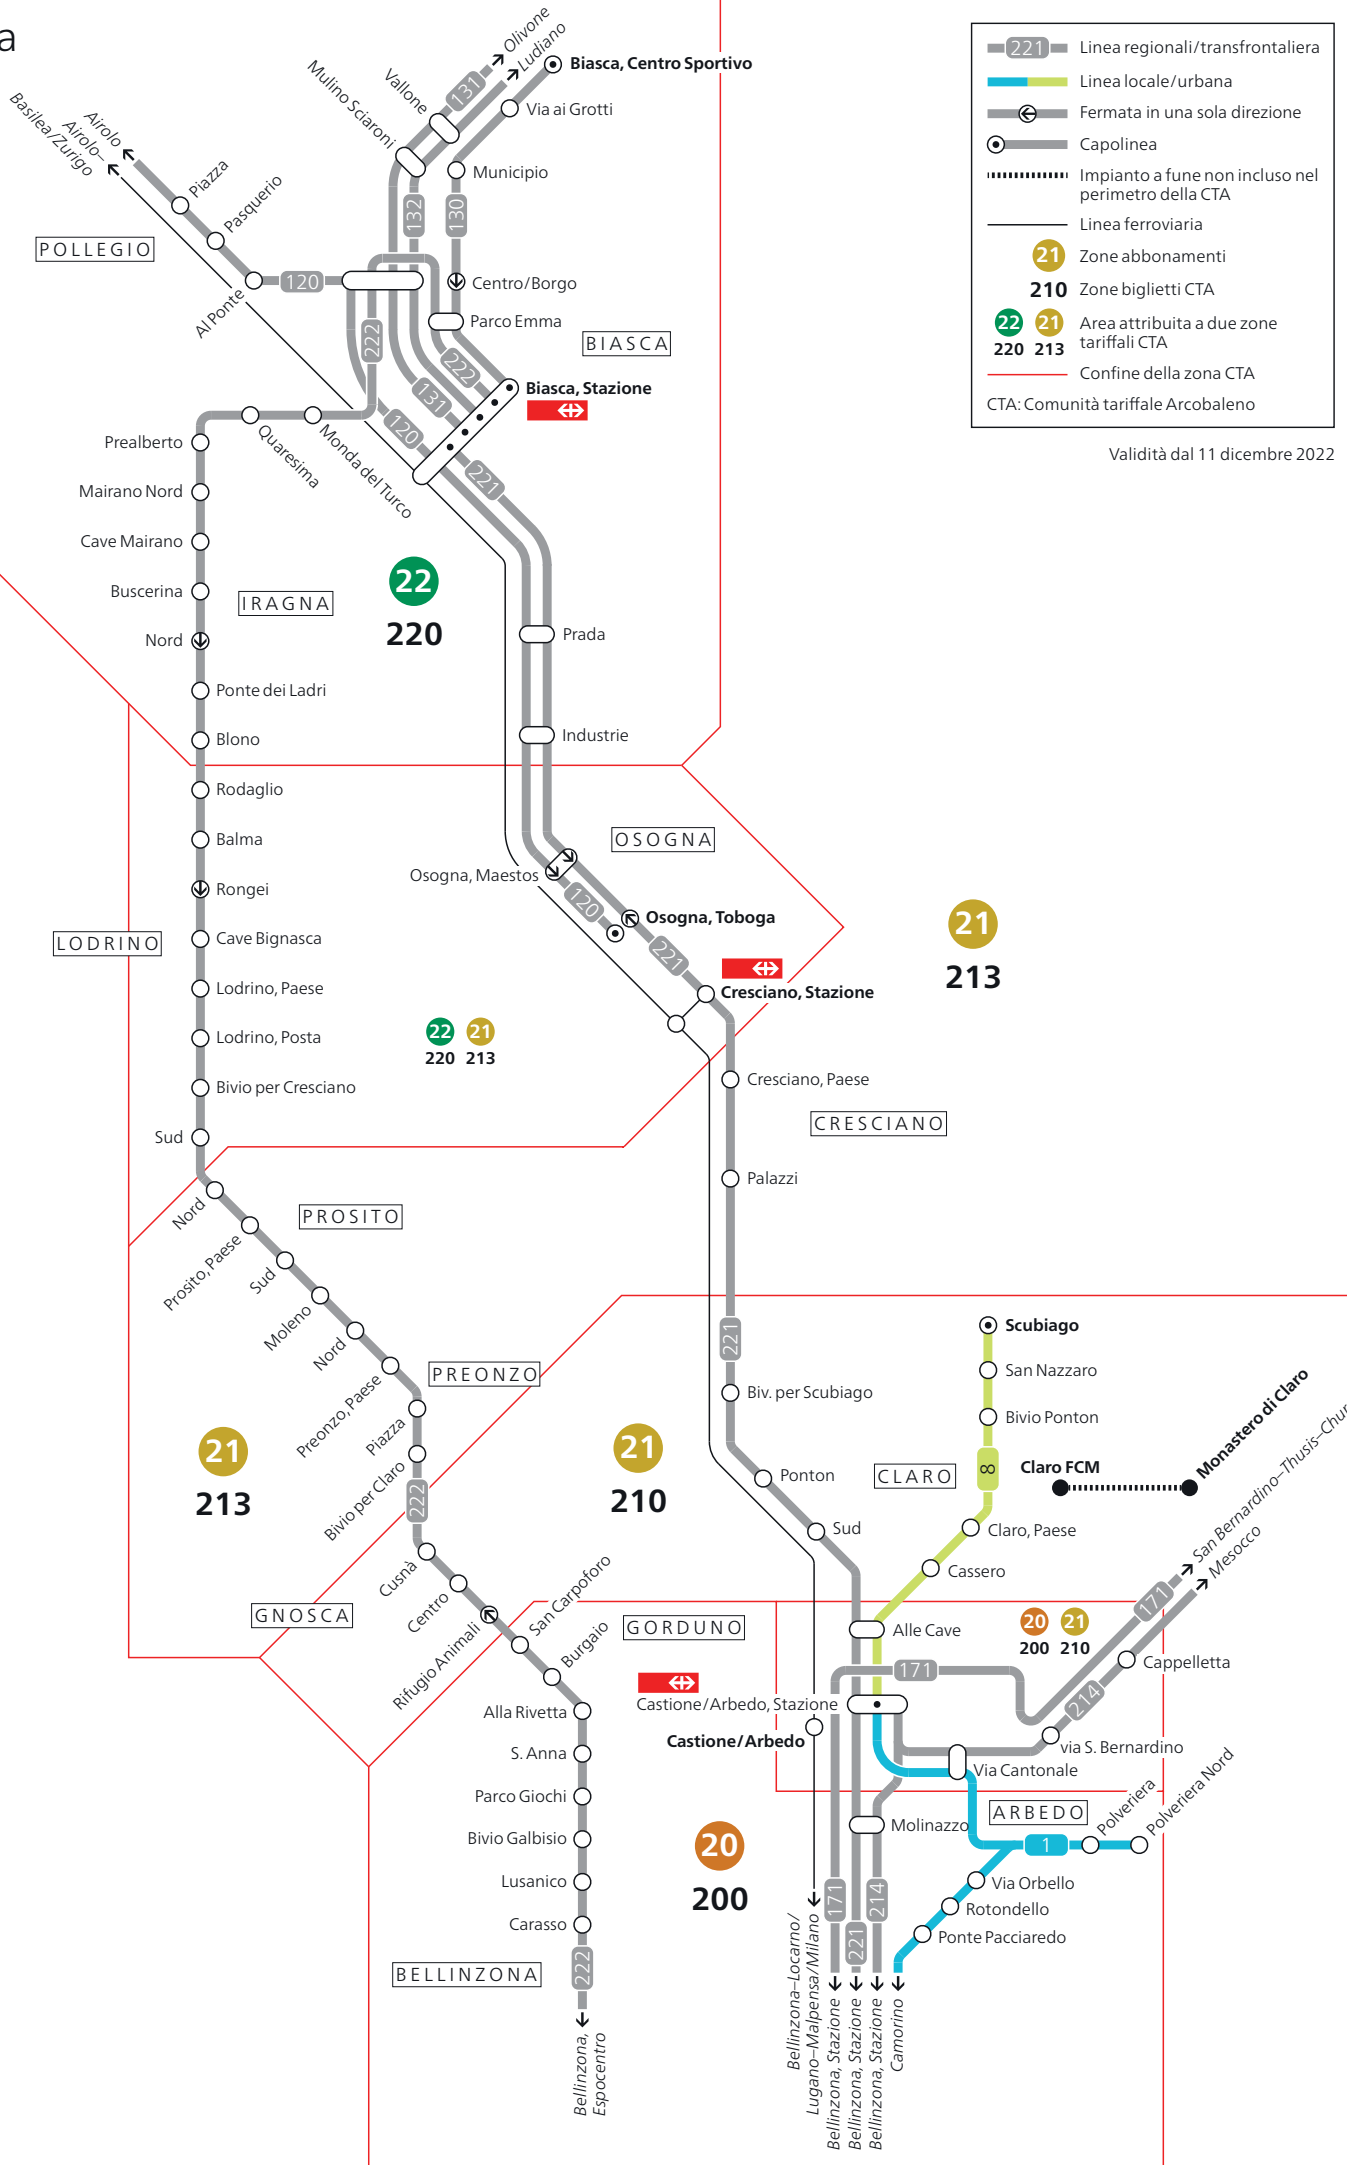 a
221
Linea regionali/transfrontaliera
Linea locale/urbana
Fermata in una sola direzione
Capolinea
Impianto a fune non incluso nel
perimetro della CTA
Linea ferroviaria
21
Zone abbonamenti
210
Zone biglietti CTA
22 21
220 213
Area attribuita a due zone
tariffali CTA
Confine della zona CTA
CTA: Comunità tariffale Arcobaleno
Validità dal 11 dicembre 2022
Olivone
Ludiano
Biasca, Centro Sportivo
Via ai Grotti
Municipio
131
Vallone
Mulino Sciaroni
132
130
Airolo
Airolo–
Basilea/Zurigo
Piazza
Pasquerio
POLLEGIO
Al Ponte
120
Centro/Borgo
Parco Emma
BIASCA
222
222
131
120
Biasca, Stazione
221
Quaresima
Monda del Turco
Prealberto
Mairano Nord
Cave Mairano
Buscerina
IRAGNA
22
220
Nord
Prada
Ponte dei Ladri
Blono
Industrie
Rodaglio
Balma
OSOGNA
Osogna, Maestos
Rongei
120
Osogna, Toboga
LODRINO
Cave Bignasca
221
21
213
Lodrino, Paese
Cresciano, Stazione
Lodrino, Posta
22 21
220 213
Bivio per Cresciano
Cresciano, Paese
CRESCIANO
Sud
Palazzi
Nord
PROSITO
Prosito, Paese
Sud
Moleno
Nord
221
Scubiago
San Nazzaro
Preonzo, Paese
PREONZO
Biv. per Scubiago
Bivio Ponton
Piazza
21
213
21
210
Bivio per Claro
222
Ponton
CLARO
8
Claro FCM
Monastero di Claro
Sud
Claro, Paese
Cusnà
Centro
Cassero
San Bernardino–Thusis–Chur
Mesocco
GNOSCA
Rifugio Animali
San Carpoforo
Burgaio
GORDUNO
Alle Cave
20 21
200 210
171
Cappelletta
171
214
Castione/Arbedo, Stazione
Alla Rivetta
Castione/Arbedo
via S. Bernardino
S. Anna
Via Cantonale
Parco Giochi
ARBEDO
Polveriera
Polveriera Nord
Molinazzo
1
Bivio Galbisio
20
200
Lusanico
Via Orbello
Rotondello
Carasso
Ponte Pacciaredo
171
221
214
222
BELLINZONA
Bellinzona,
Espocentro
Bellinzona–Locarno/
Lugano–Malpensa/Milano
Bellinzona, Stazione
Bellinzona, Stazione
Bellinzona, Stazione
Camorino